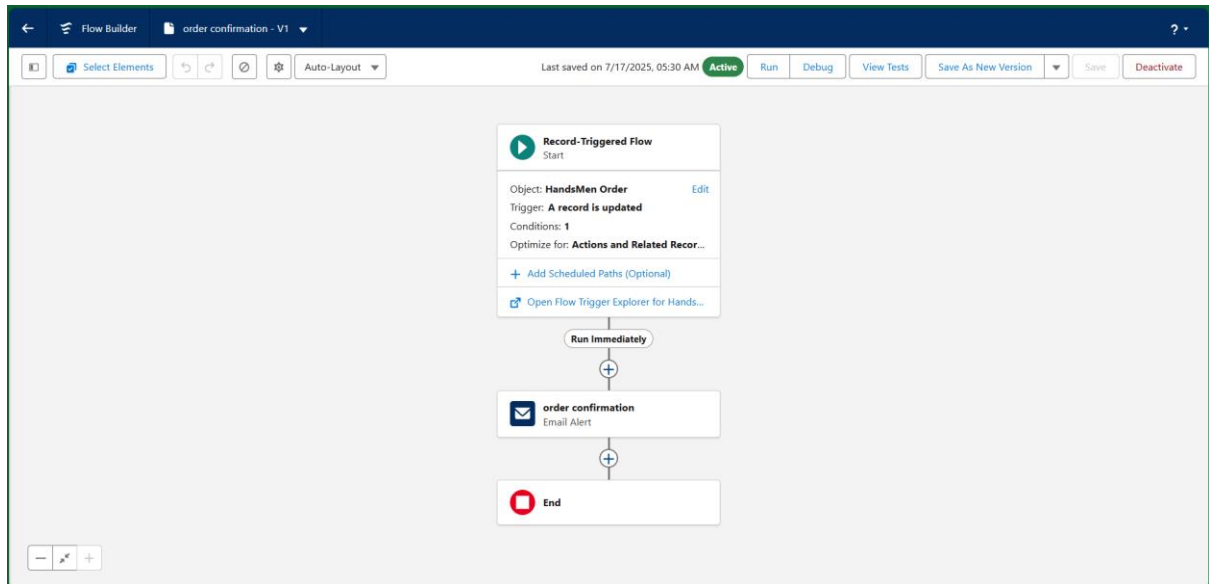 Flow Builder order confirmation - V1 ?
Select Elements Auto-Layout Last saved on 7/17/2025, 05:30 AM Active Run Debug View Tests Save As New Version Save Deactivate
Record-Triggered Flow
Start
Object: HandsMen Order Edit
Trigger: A record is updated
Conditions: 1
Optimize for: Actions and Related Recor...
+ Add Scheduled Paths (Optional)
Open Flow Trigger Explorer for Hands...
Run Immediately
order confirmation
Email Alert
End